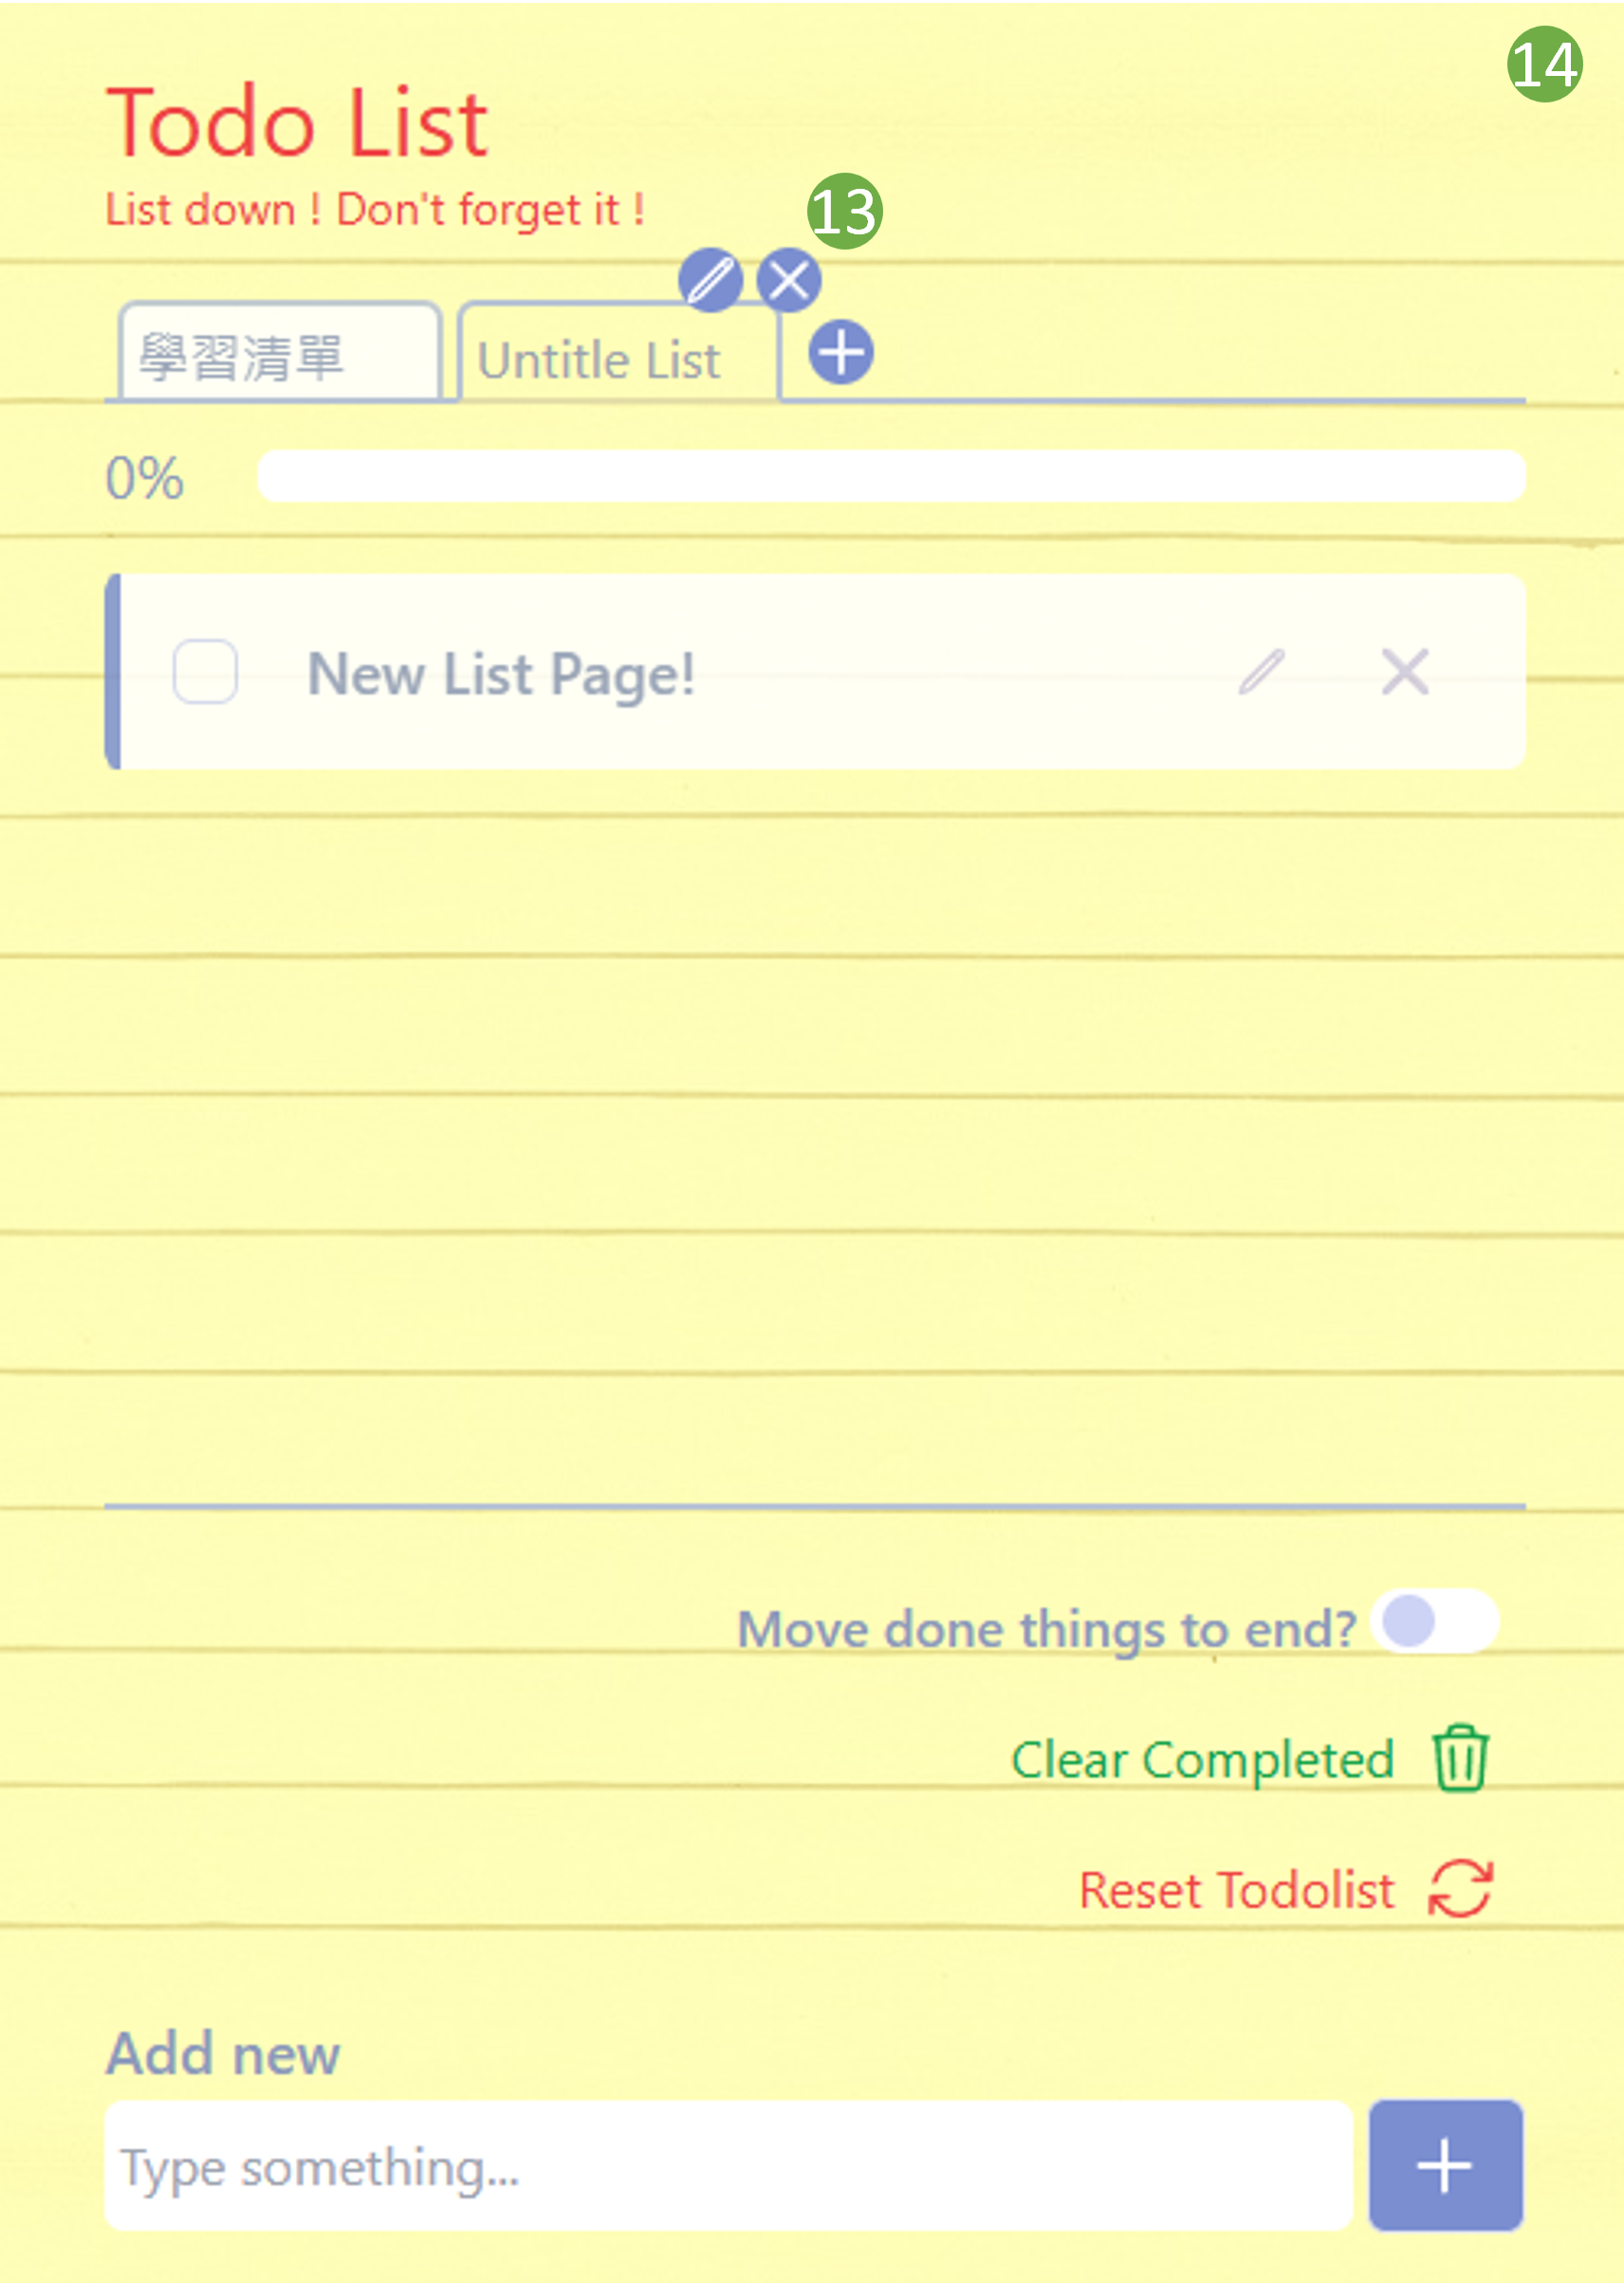 14
Todo List
List down ! Don't forget it !
13
學習清單
Untitle List
0%
New List Page!
Move done things to end?
Clear Completed
Reset Todolist
Add new
Type something...